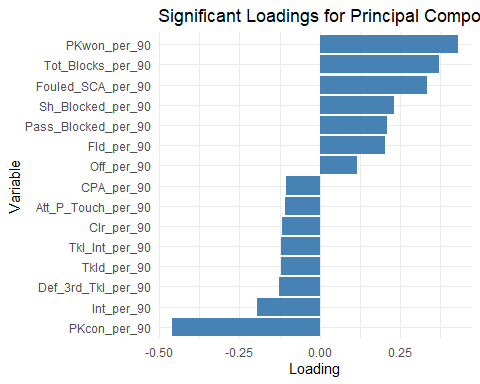 Significant Loadings for Principal Compo
PKwon_per_90
Tot_Blocks_per_90
Fouled_SCA_per_90
Sh_Blocked_per_90
Pass_Blocked_per_90
Fld_per_90
Off_per_90
CPA_per_90
Att_P_Touch_per_90
Clr_per_90
Tkl_Int_per_90
Tkld_per_90
Def_3rd_Tkl_per_90
Int_per_90
PKcon_per_90
Variable
-0.50 -0.25 0.00 0.25
Loading